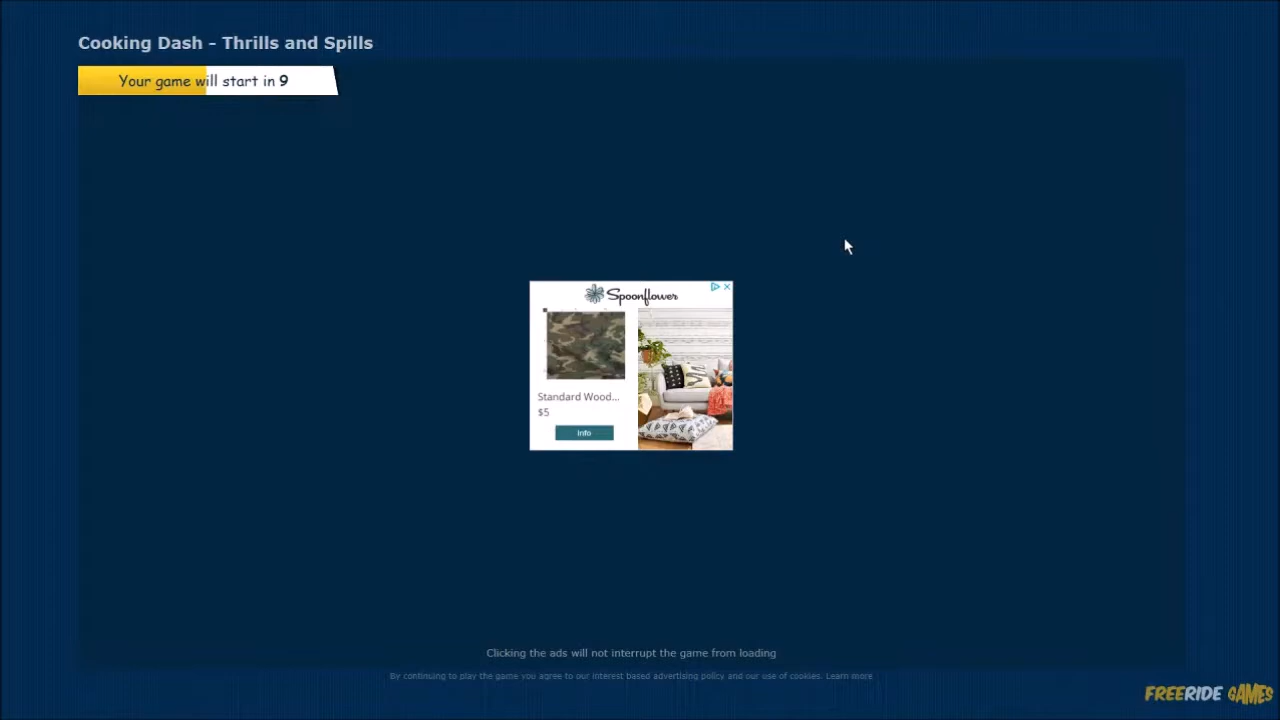 Cooking Dash - Thrills and Spills
Your game will start in 9
Spoonflower
Standard Wood...
$5
Info
Clicking the ads will not interrupt the game from loading
By continuing to play the game you agree to our interest based advertising policy and our use of cookies. Learn more
FREERIDE GAMES